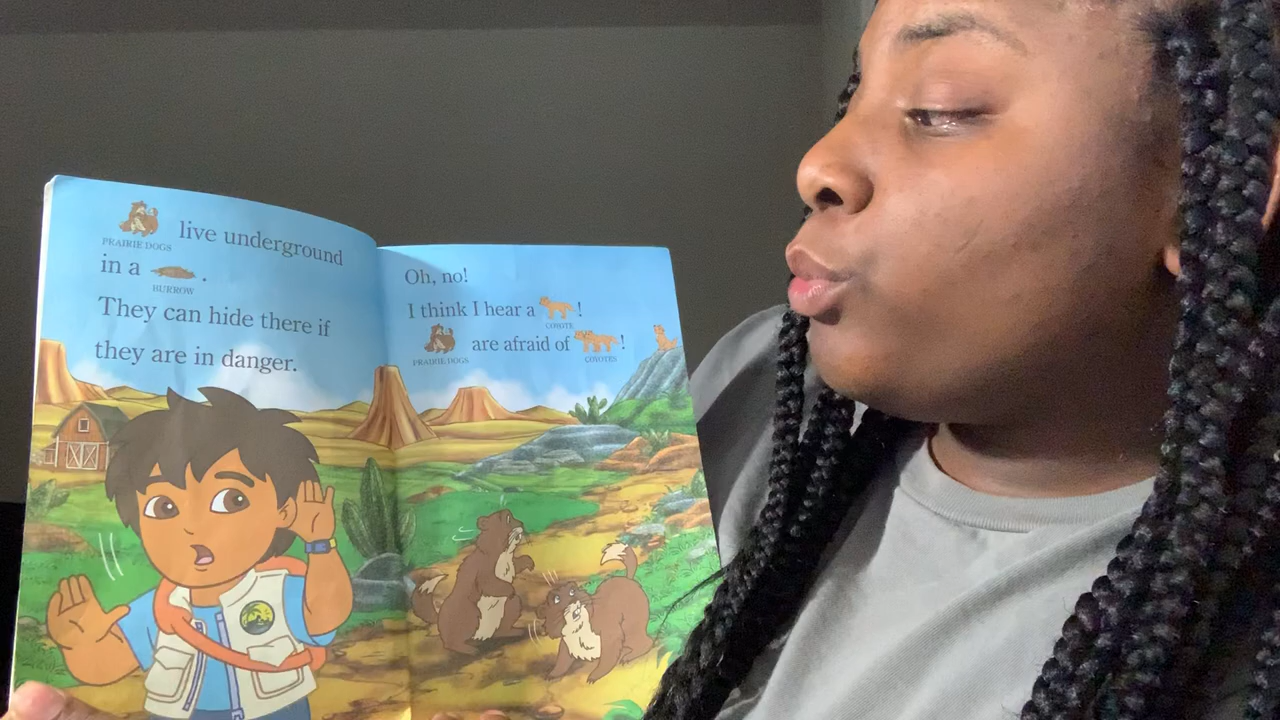 live underground
PRAIRIE DOGS
in a .
BURROW
They can hide there if
they are in danger.
Oh, no!
I think I hear a !
COYOTE
are afraid of !
PRAIRIE DOGS COYOTES